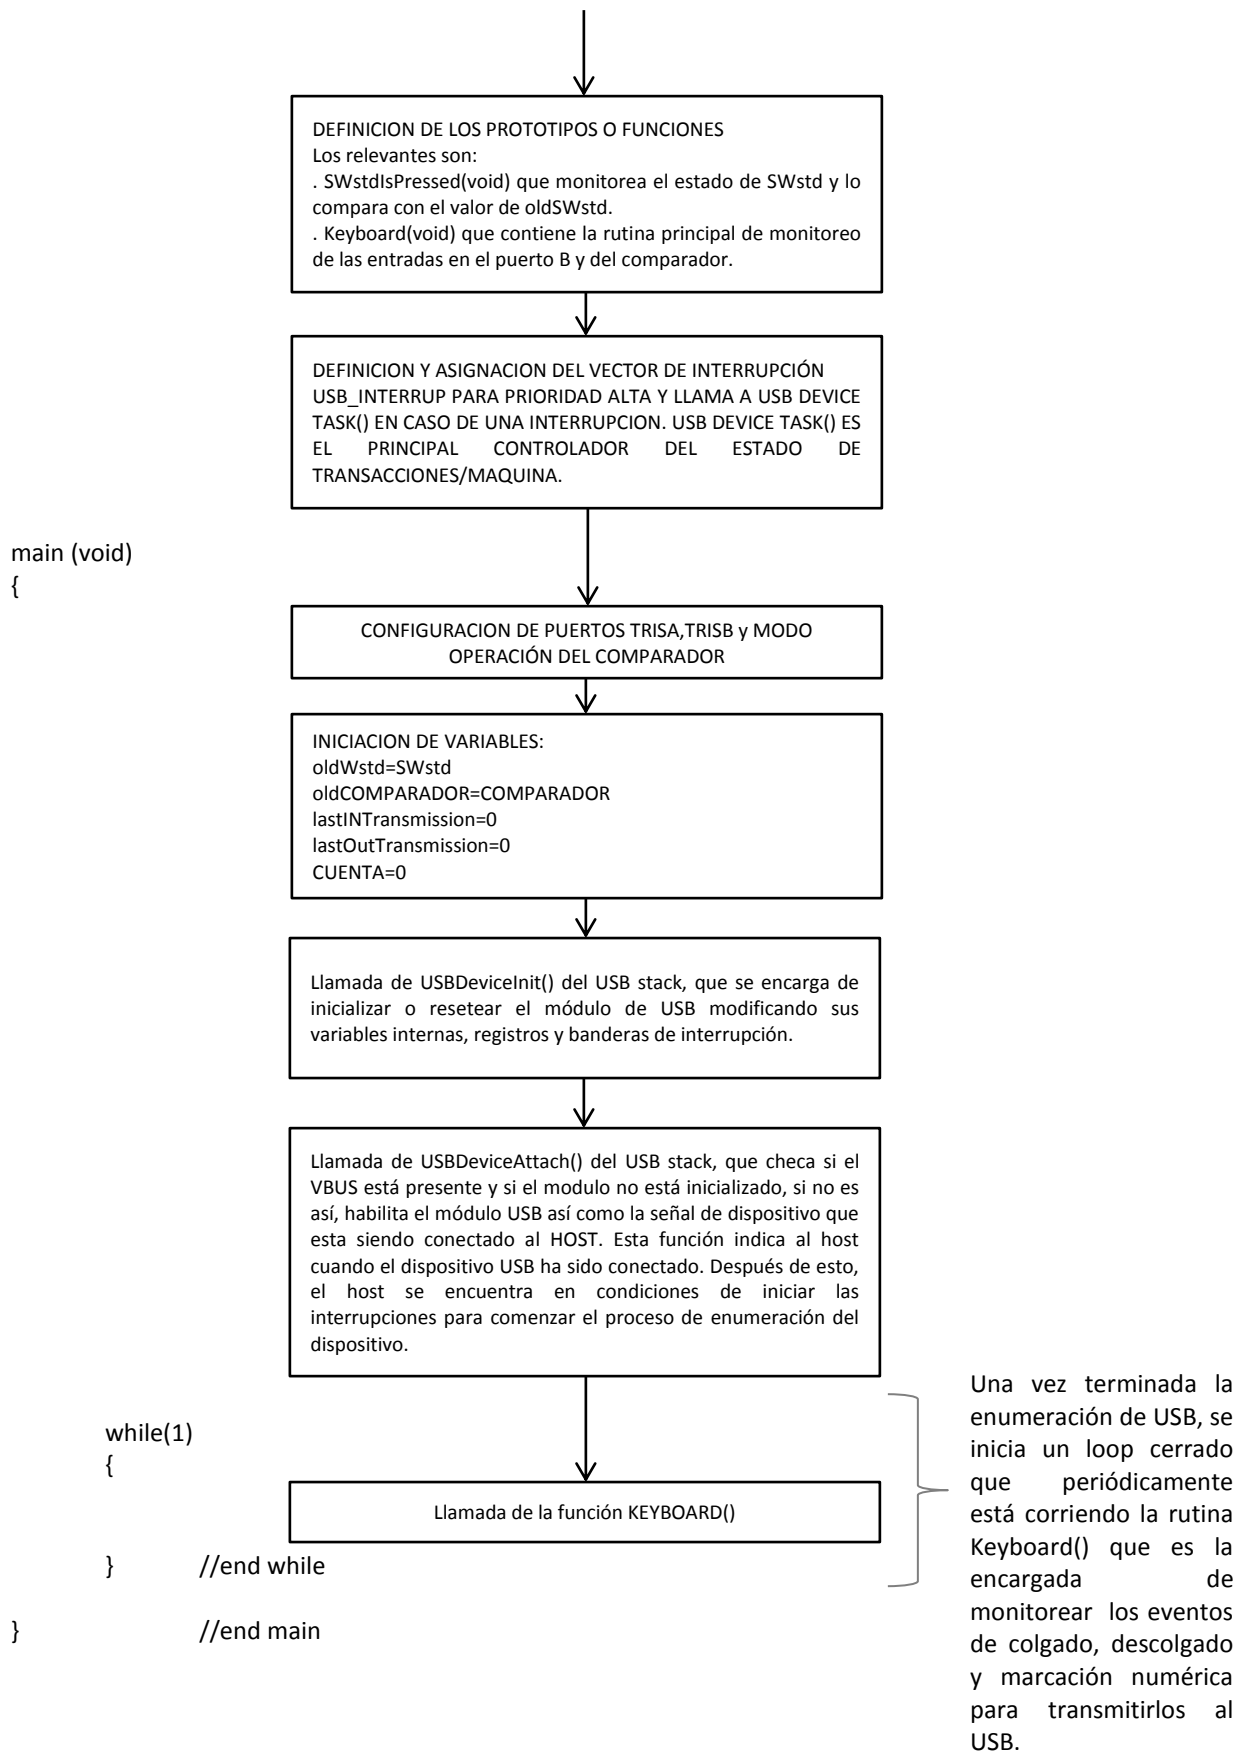 DEFINICION DE LOS PROTOTIPOS O FUNCIONES
Los relevantes son:
. SWstdIsPressed(void) que monitorea el estado de SWstd y lo
compara con el valor de oldSWstd.
. Keyboard(void) que contiene la rutina principal de monitoreo
de las entradas en el puerto B y del comparador.
DEFINICION Y ASIGNACION DEL VECTOR DE INTERRUPCIÓN
USB_INTERRUP PARA PRIORIDAD ALTA Y LLAMA A USB DEVICE
TASK() EN CASO DE UNA INTERRUPCION. USB DEVICE TASK() ES
EL PRINCIPAL CONTROLADOR DEL ESTADO DE
TRANSACCIONES/MAQUINA.
main (void)
{
CONFIGURACION DE PUERTOS TRISA,TRISB y MODO
OPERACIÓN DEL COMPARADOR
INICIACION DE VARIABLES:
oldWstd=SWstd
oldCOMPARADOR=COMPARADOR
lastINTransmission=0
lastOutTransmission=0
CUENTA=0
Llamada de USBDeviceInit() del USB stack, que se encarga de
inicializar o resetear el módulo de USB modificando sus
variables internas, registros y banderas de interrupción.
Llamada de USBDeviceAttach() del USB stack, que checa si el
VBUS está presente y si el modulo no está inicializado, si no es
así, habilita el módulo USB así como la señal de dispositivo que
esta siendo conectado al HOST. Esta función indica al host
cuando el dispositivo USB ha sido conectado. Después de esto,
el host se encuentra en condiciones de iniciar las
interrupciones para comenzar el proceso de enumeración del
dispositivo.
while(1)
{
Llamada de la función KEYBOARD()
} //end while
} //end main
Una vez terminada la
enumeración de USB, se
inicia un loop cerrado
que periódicamente
está corriendo la rutina
Keyboard() que es la
encargada de
monitorear los eventos
de colgado, descolgado
y marcación numérica
para transmitirlos al
USB.